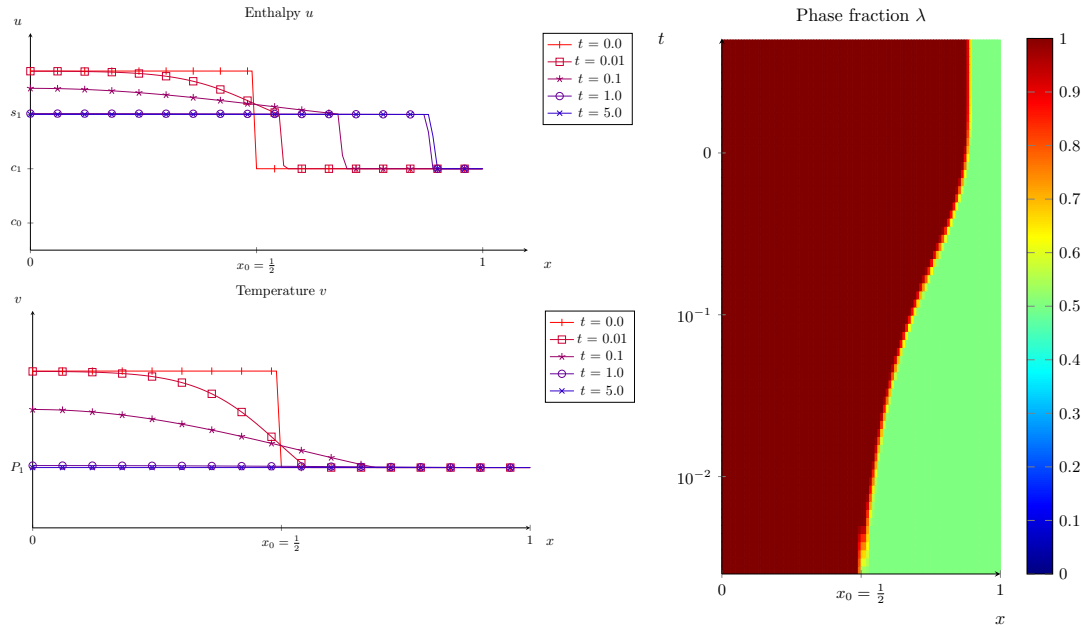 Enthalpy u
u
s₁
c₁
c₀
0
x₀ = 1/2
1
x
t = 0.0
t = 0.01
t = 0.1
t = 1.0
t = 5.0
Temperature v
v
P₁
0
x₀ = 1/2
1
x
t = 0.0
t = 0.01
t = 0.1
t = 1.0
t = 5.0
Phase fraction λ
t
0
10⁻¹
10⁻²
0
x₀ = 1/2
1
x
1
0.9
0.8
0.7
0.6
0.5
0.4
0.3
0.2
0.1
0